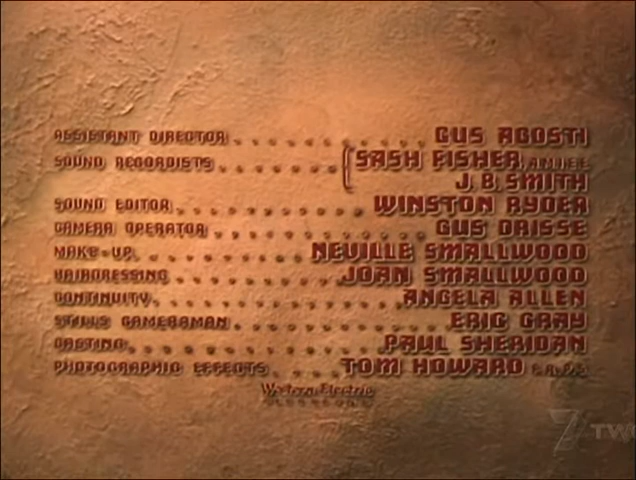 ASSISTANT DIRECTOR GUS AGOSTI
SOUND RECORDISTS SASH FISHER, A.M.I.E.E.
J. B. SMITH
SOUND EDITOR WINSTON RYDER
CAMERA OPERATOR GUS DRISSE
MAKE-UP NEVILLE SMALLWOOD
HAIRDRESSING JOAN SMALLWOOD
CONTINUITY ANGELA ALLEN
STILLS CAMERAMAN ERIC GRAY
CASTING PAUL SHERIDAN
PHOTOGRAPHIC EFFECTS TOM HOWARD
Western Electric
7 TWO